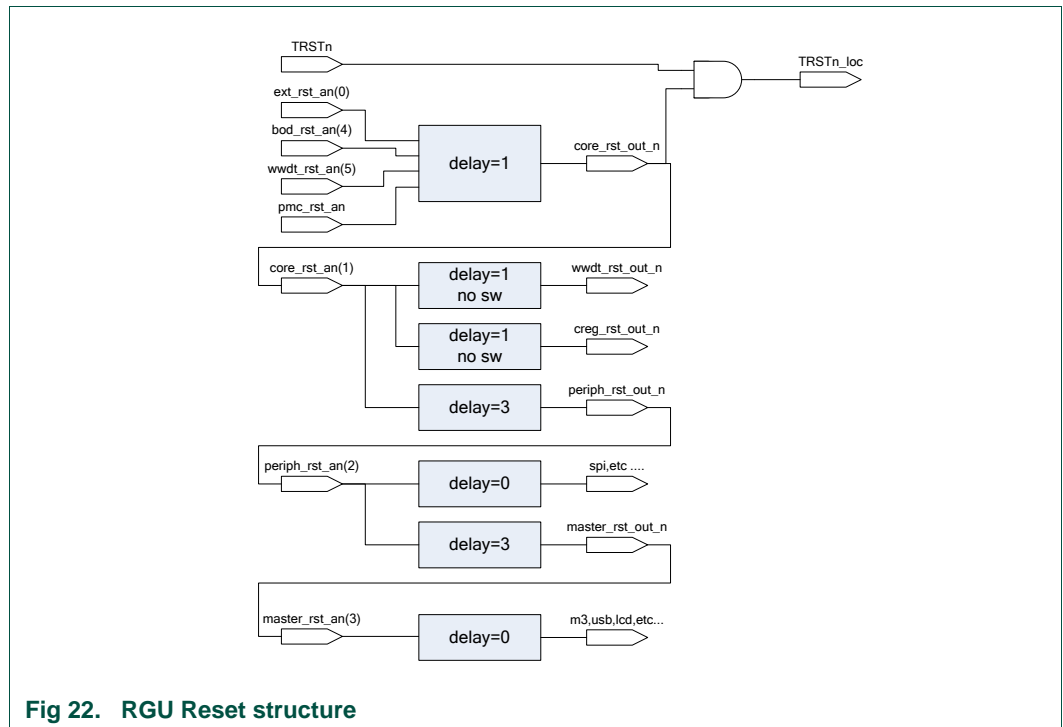 TRSTn
TRSTn_loc
ext_rst_an(0)
bod_rst_an(4)
wwdt_rst_an(5)
pmc_rst_an
delay=1
core_rst_out_n
core_rst_an(1)
delay=1
no sw
wwdt_rst_out_n
delay=1
no sw
creg_rst_out_n
delay=3
periph_rst_out_n
periph_rst_an(2)
delay=0
spi,etc ....
delay=3
master_rst_out_n
master_rst_an(3)
delay=0
m3,usb,lcd,etc...
Fig 22. RGU Reset structure